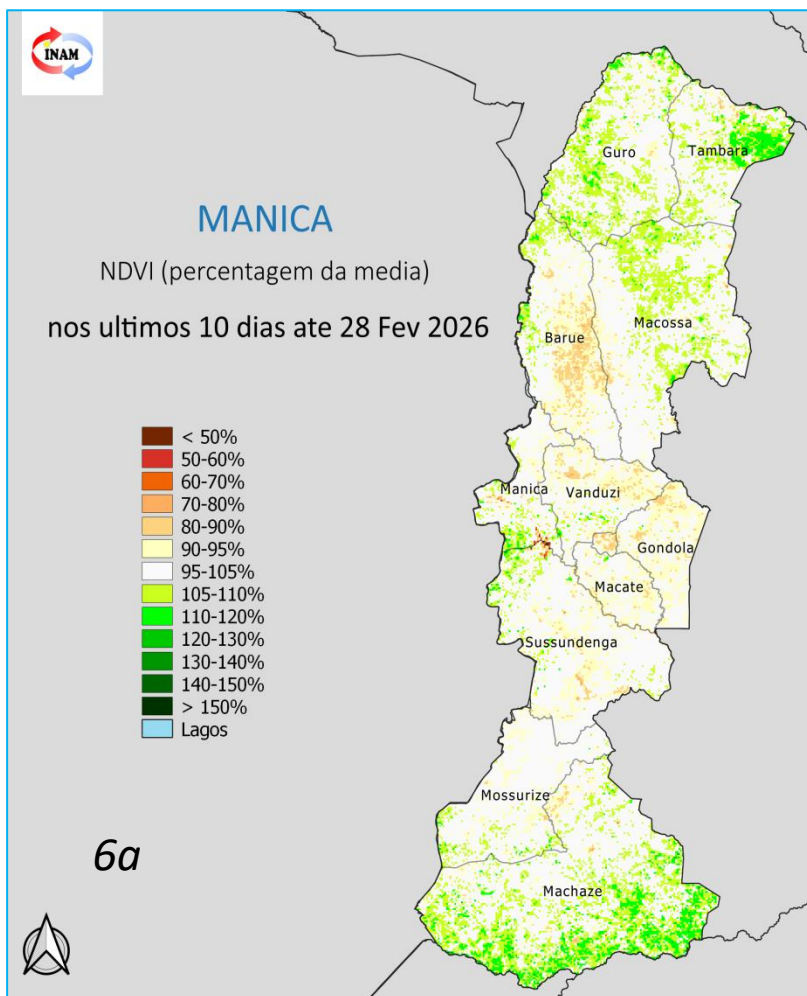 INAM
MANICA
NDVI (percentagem da media)
nos ultimos 10 dias ate 28 Fev 2026
< 50%
50-60%
60-70%
70-80%
80-90%
90-95%
95-105%
105-110%
110-120%
120-130%
130-140%
140-150%
> 150%
Lagos
Guro
Tambara
Barue
Macossa
Manica
Vanduzi
Gondola
Macate
Sussundenga
Mossurize
Machaze
6a